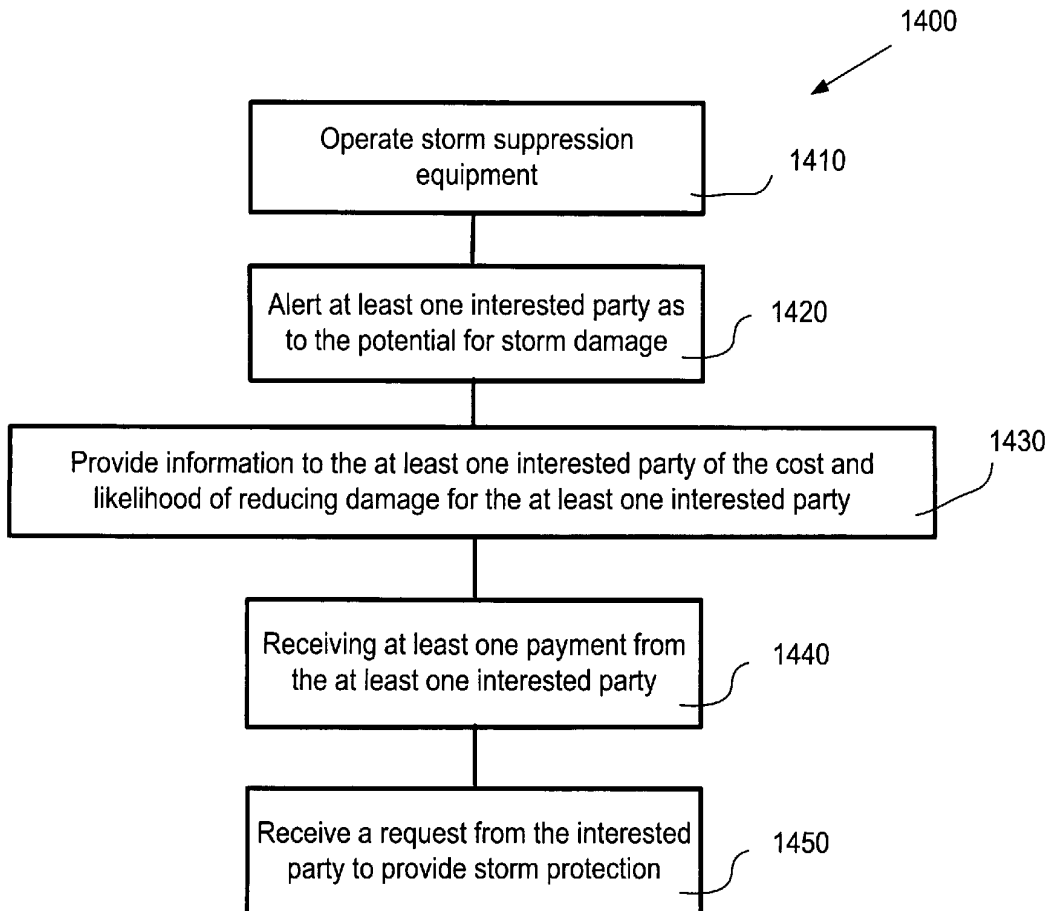 1400
Operate storm suppression
equipment
1410
Alert at least one interested party as
to the potential for storm damage
1420
Provide information to the at least one interested party of the cost and
likelihood of reducing damage for the at least one interested party
1430
Receiving at least one payment from
the at least one interested party
1440
Receive a request from the interested
party to provide storm protection
1450